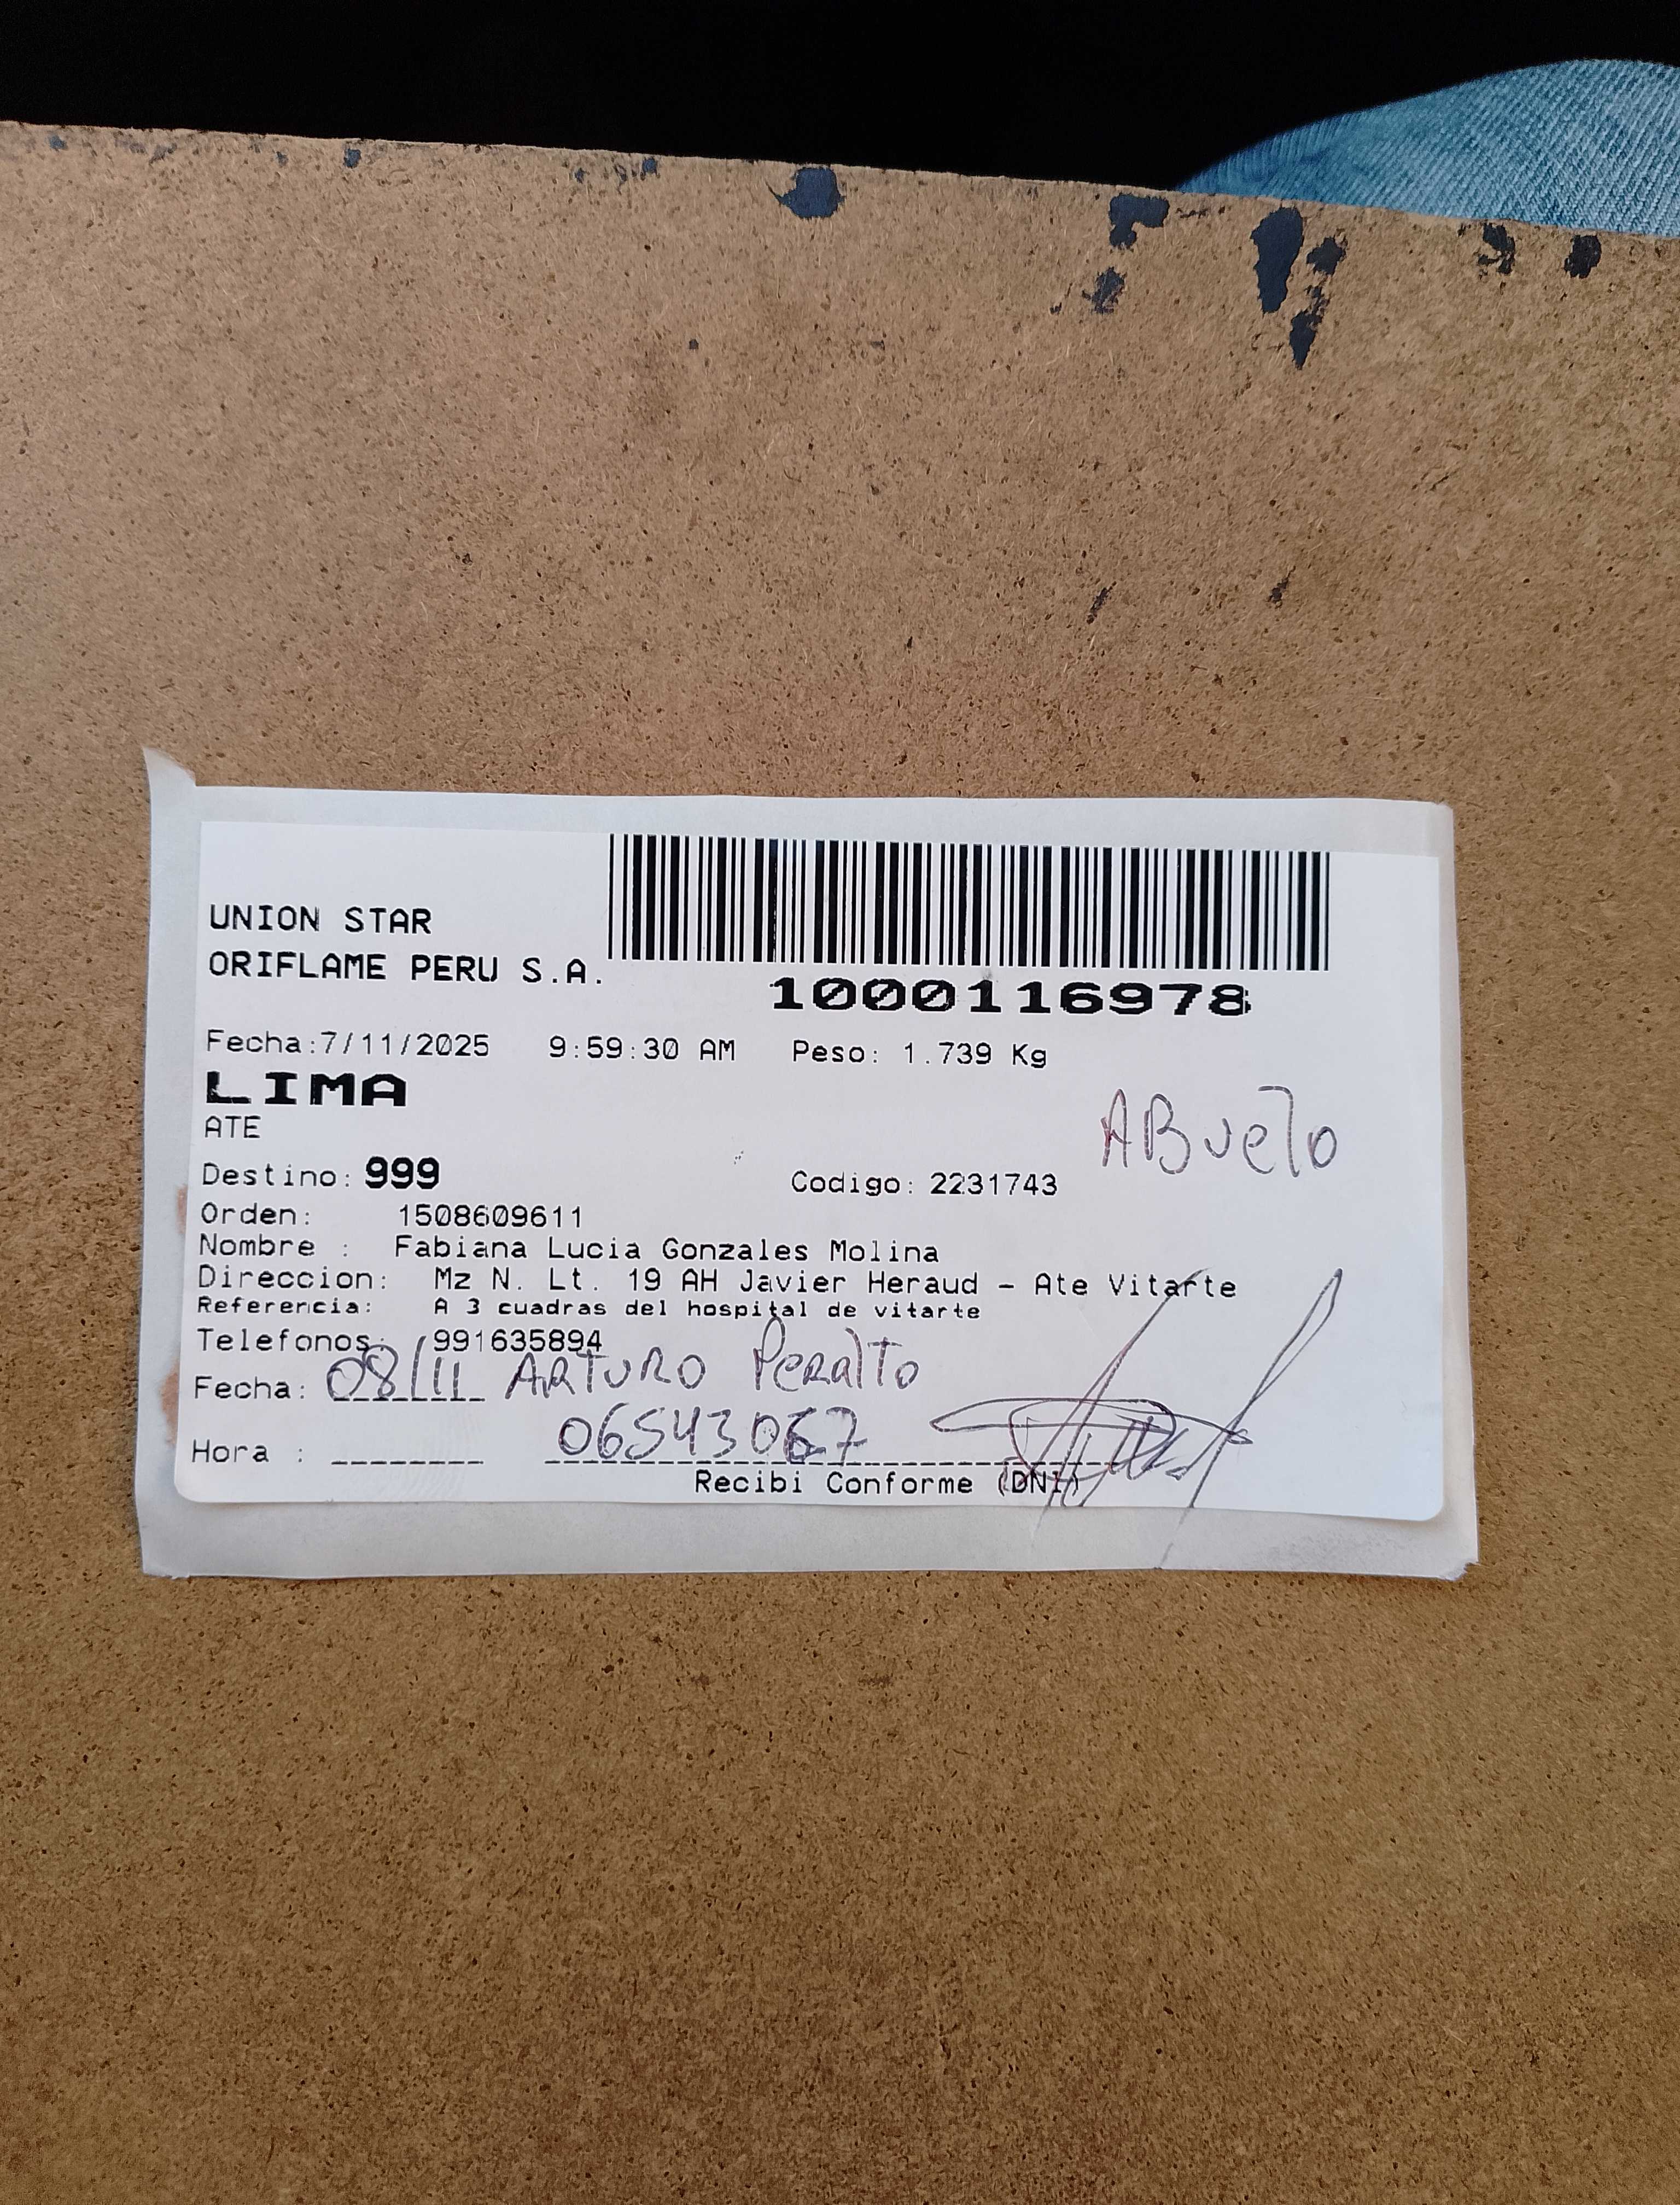 UNION STAR
ORIFLAME PERU S.A.
1000116978
Fecha:7/11/2025 9:59:30 AM Peso: 1.739 Kg
LIMA
ATE
ABuelo
Destino: 999 Codigo: 2231743
Orden: 1508609611
Nombre : Fabiana Lucia Gonzales Molina
Direccion: Mz N. Lt. 19 AH Javier Heraud - Ate Vitarte
Referencia: A 3 cuadras del hospital de vitarte
Telefonos: 991635894
Fecha: 08/11 ARTURO PeRalTo
Hora : 06543067
Recibi Conforme (DNI)